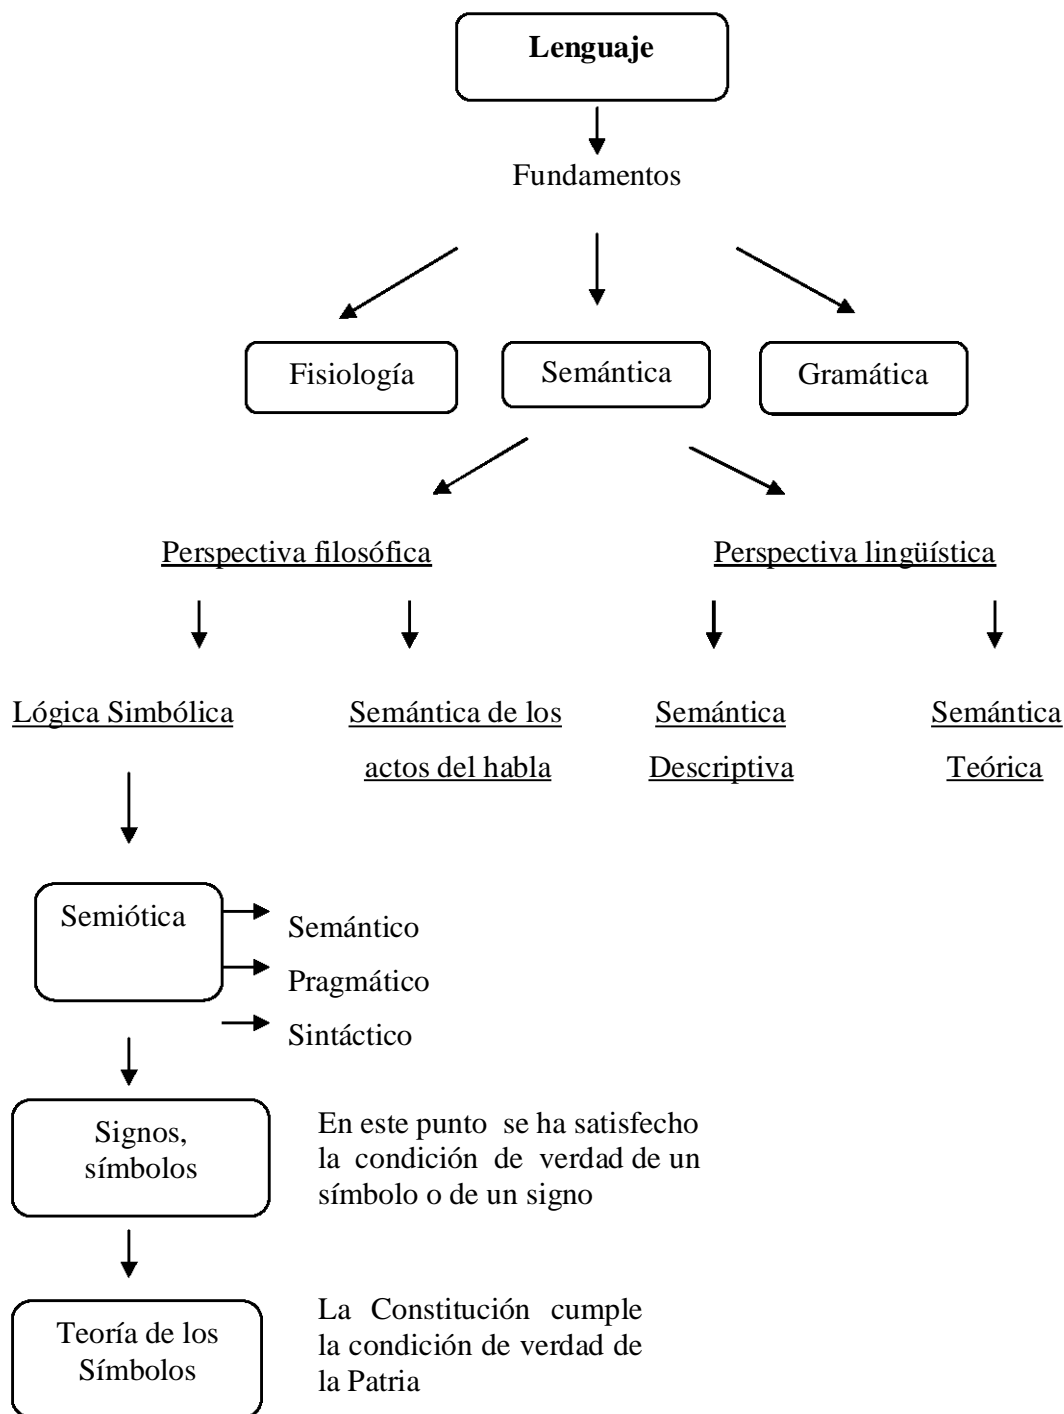 Lenguaje
Fundamentos
Fisiología
Semántica
Gramática
Perspectiva filosófica
Perspectiva lingüística
Lógica Simbólica
Semántica de los
actos del habla
Semántica
Descriptiva
Semántica
Teórica
Semiótica
Semántico
Pragmático
Sintáctico
Signos,
símbolos
En este punto se ha satisfecho
la condición de verdad de un
símbolo o de un signo
Teoría de los
Símbolos
La Constitución cumple
la condición de verdad de
la Patria